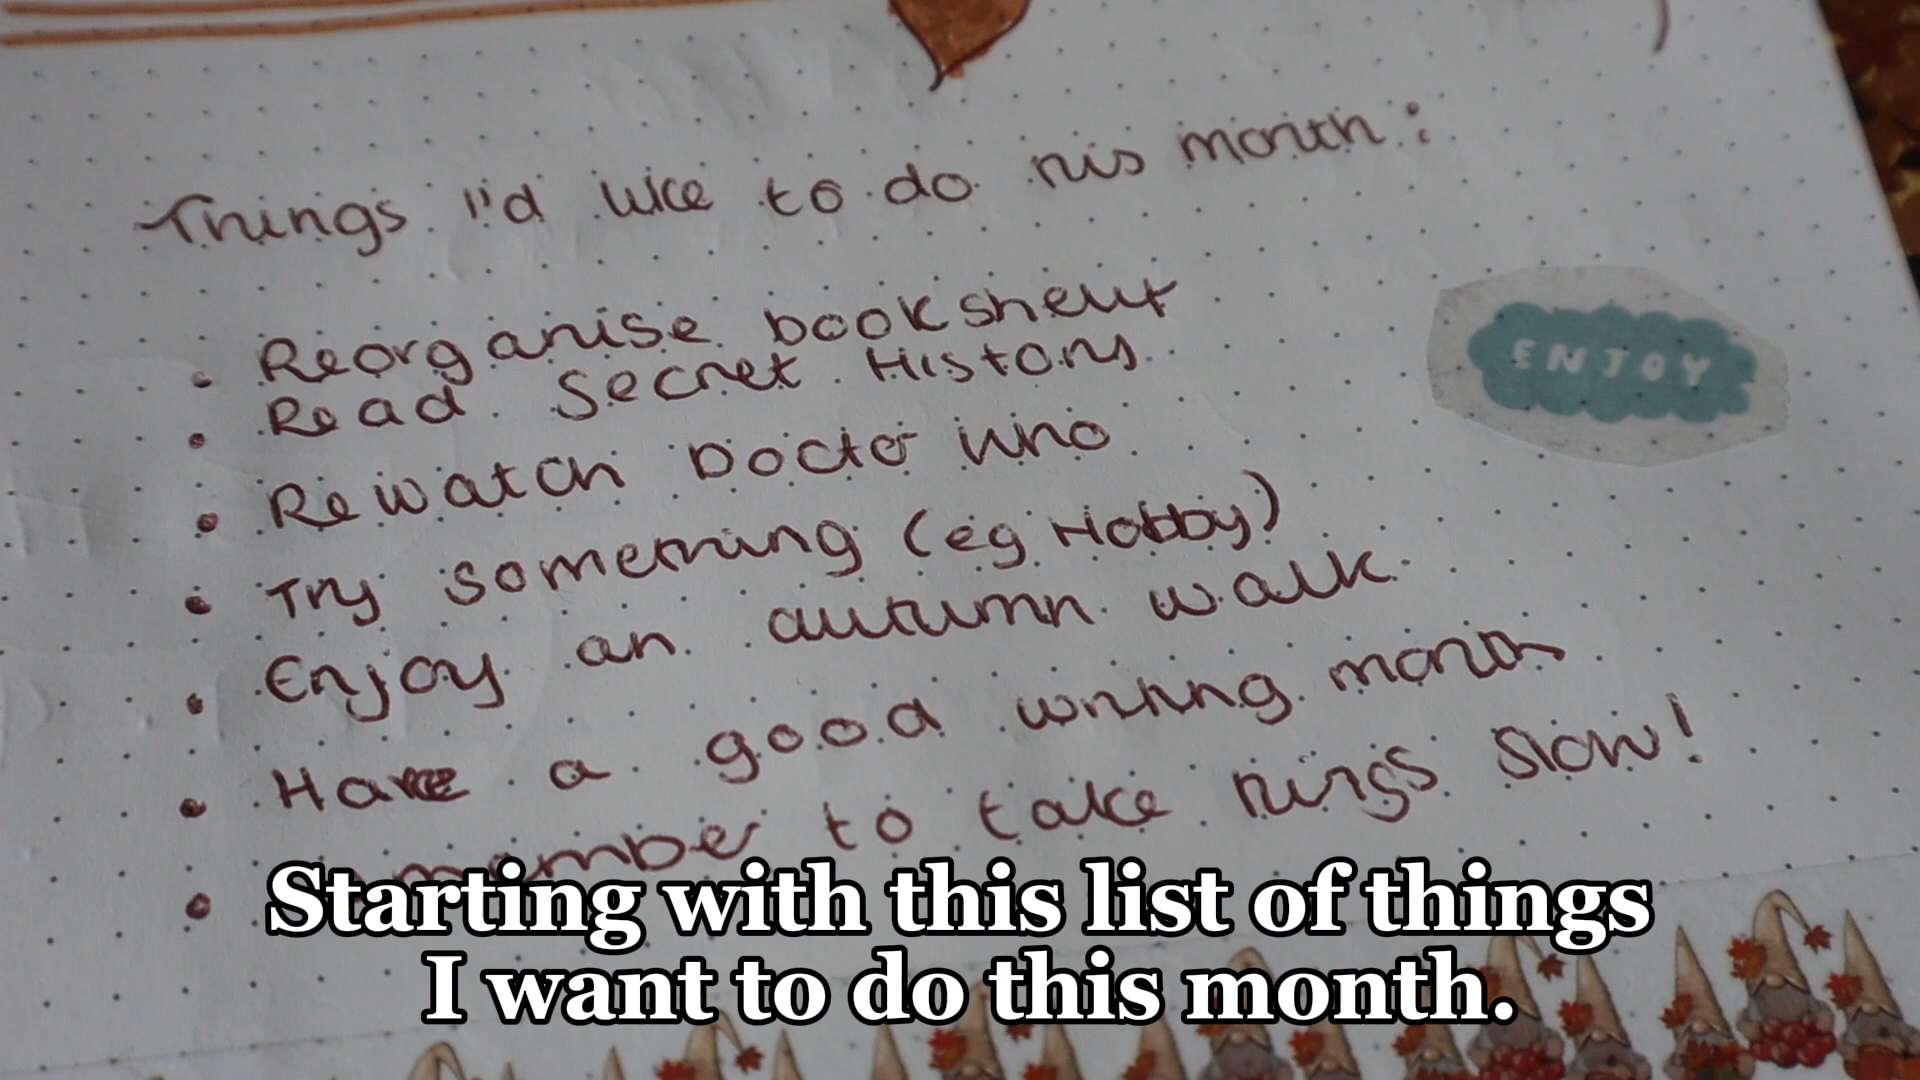 Things I'd like to do this month:
• Reorganise bookshelf
• Read Secret History
• Rewatch Doctor Who
• Try something (eg Hobby)
• Enjoy an autumn walk
• Have a good writing month
• Remember to take things slow!
ENJOY
Starting with this list of things
I want to do this month.